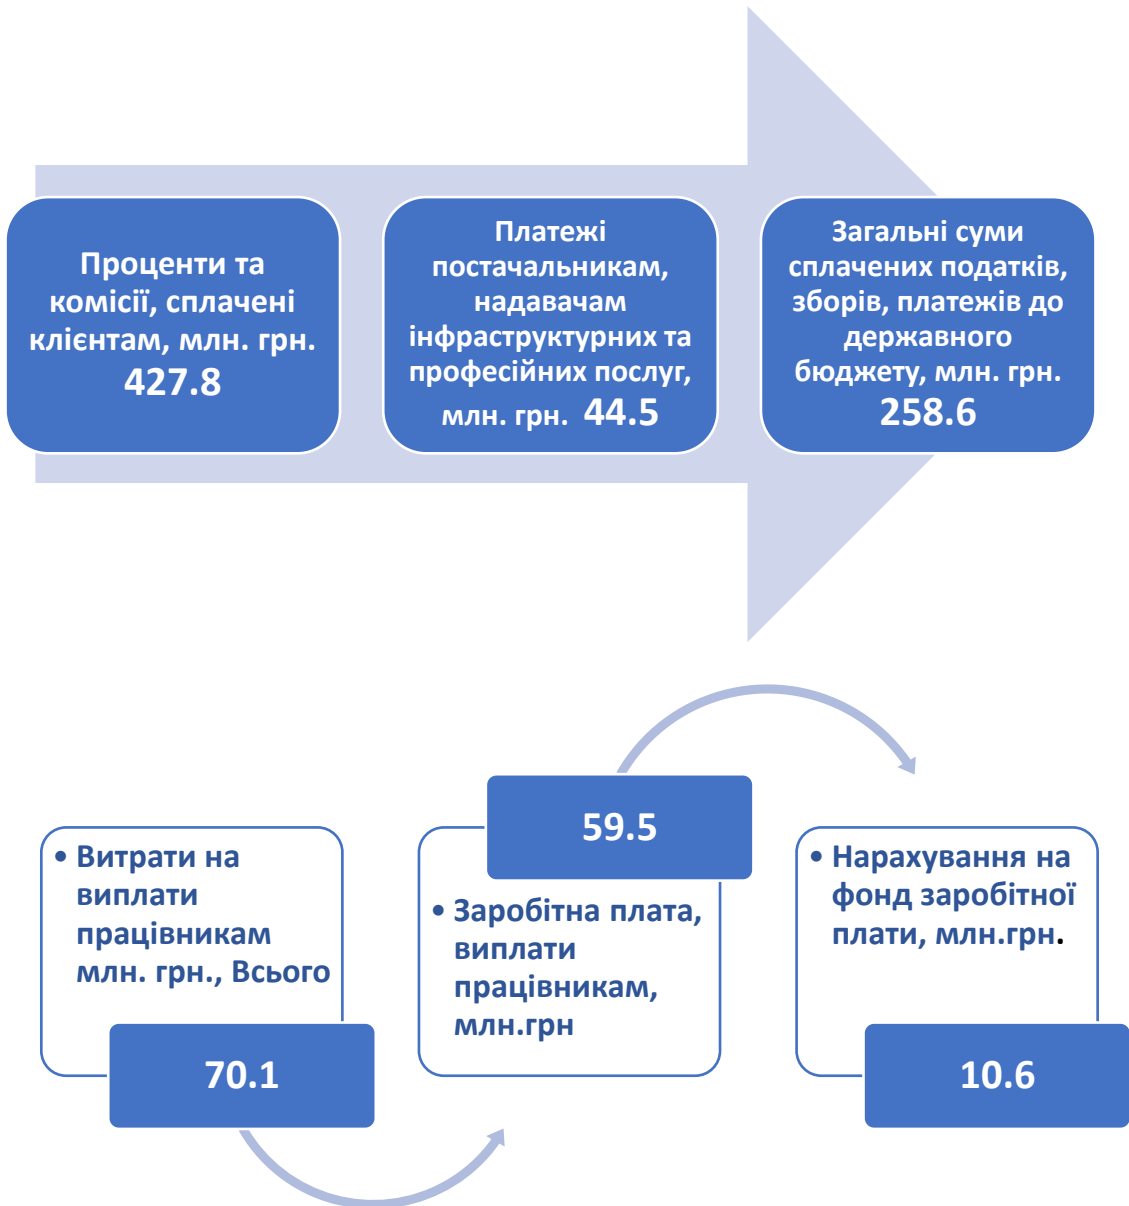 Проценти та
комісії, сплачені
клієнтам, млн. грн.
427.8
Платежі
постачальникам,
надавачам
інфраструктурних та
професійних послуг,
млн. грн. 44.5
Загальні суми
сплачених податків,
зборів, платежів до
державного
бюджету, млн. грн.
258.6
• Витрати на
виплати
працівникам
млн. грн., Всього
70.1
59.5
• Заробітна плата,
виплати
працівникам,
млн.грн
• Нарахування на
фонд заробітної
плати, млн.грн.
10.6